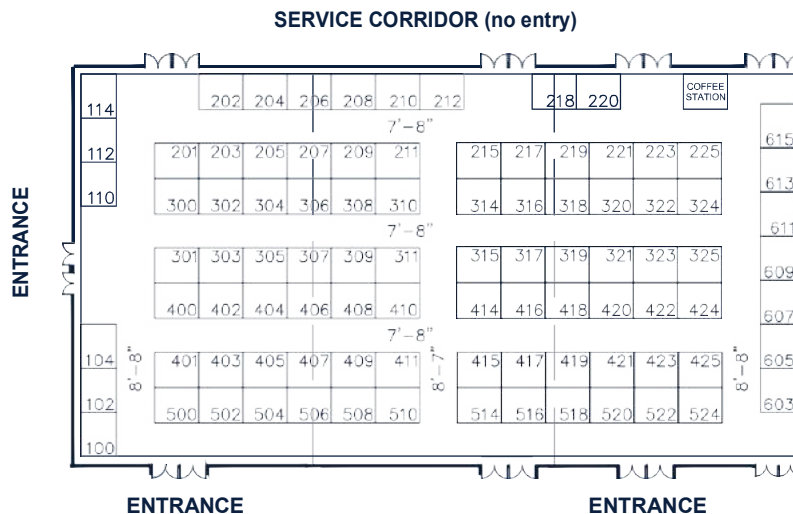 SERVICE CORRIDOR (no entry)
114
202 204 206 208 210 212
218 220
COFFEE
STATION
7'-8"
615
112
201 203 205 207 209 211
215 217 219 221 223 225
110
300 302 304 306 308 310
314 316 318 320 322 324
613
ENTRANCE
7'-8"
611
301 303 305 307 309 311
315 317 319 321 323 325
609
400 402 404 406 408 410
414 416 418 420 422 424
607
7'-8"
104
8'-8"
401 403 405 407 409 411
8'-7"
415 417 419 421 423 425
8'-8"
605
102
500 502 504 506 508 510
514 516 518 520 522 524
603
100
ENTRANCE
ENTRANCE